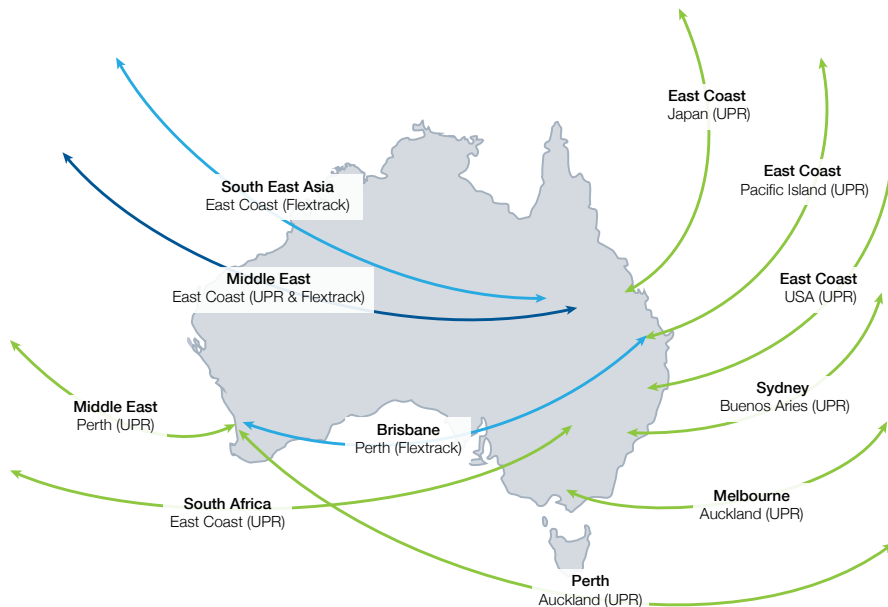 East Coast
Japan (UPR)
East Coast
Pacific Island (UPR)
South East Asia
East Coast (Flextrack)
Middle East
East Coast (UPR & Flextrack)
East Coast
USA (UPR)
Sydney
Buenos Aries (UPR)
Middle East
Perth (UPR)
Brisbane
Perth (Flextrack)
South Africa
East Coast (UPR)
Melbourne
Auckland (UPR)
Perth
Auckland (UPR)